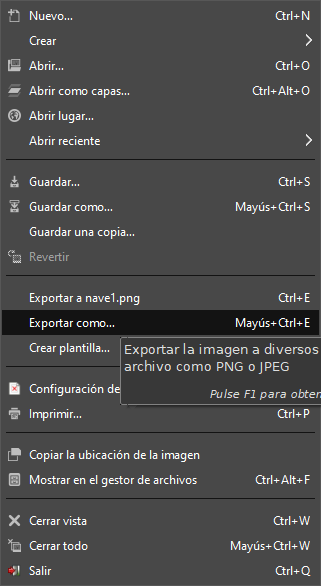 Nuevo... Ctrl+N
Crear
Abrir... Ctrl+O
Abrir como capas... Ctrl+Alt+O
Abrir lugar...
Abrir reciente
Guardar... Ctrl+S
Guardar como... Mayús+Ctrl+S
Guardar una copia...
Revertir
Exportar a nave1.png Ctrl+E
Exportar como... Mayús+Ctrl+E
Crear plantilla...
Exportar la imagen a diversos
archivo como PNG o JPEG
Pulse F1 para obten
Configuración de
Imprimir... Ctrl+P
Copiar la ubicación de la imagen
Mostrar en el gestor de archivos Ctrl+Alt+F
Cerrar vista Ctrl+W
Cerrar todo Mayús+Ctrl+W
Salir Ctrl+Q